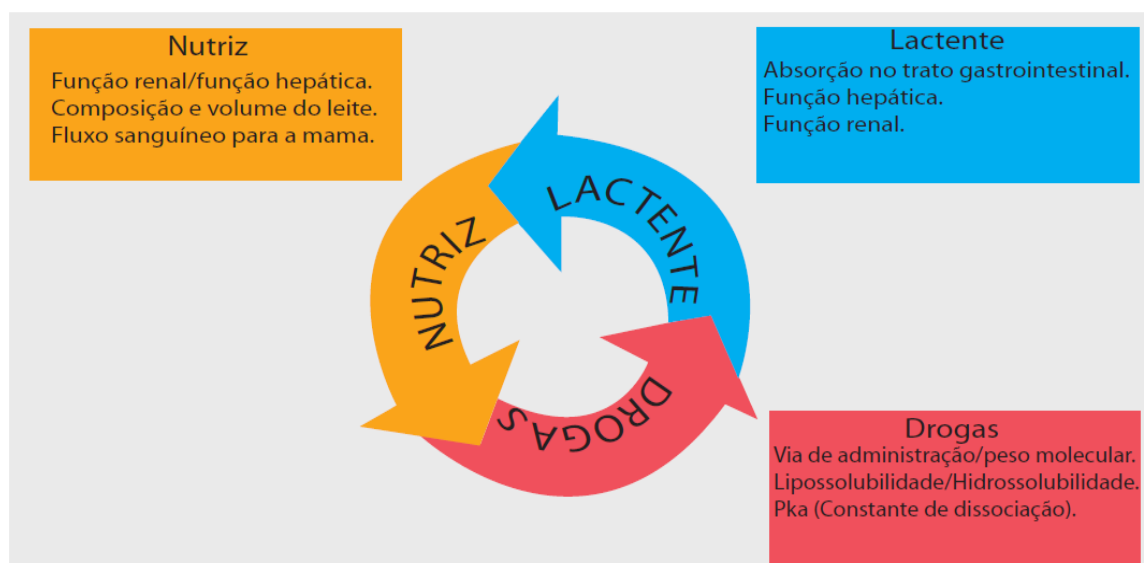 Nutriz
Função renal/função hepática.
Composição e volume do leite.
Fluxo sanguíneo para a mama.
Lactente
Absorção no trato gastrointestinal.
Função hepática.
Função renal.
LACTENTE
NUTRIZ
DROGAS
Drogas
Via de administração/peso molecular.
Lipossolubilidade/Hidrossolubilidade.
Pka (Constante de dissociação).